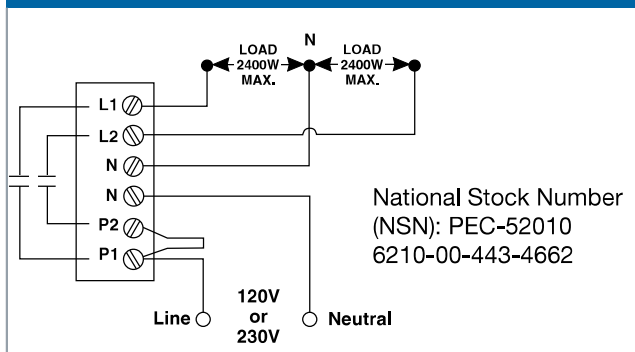 N
LOAD
2400W
MAX.
LOAD
2400W
MAX.
L1
L2
N
N
P2
P1
National Stock Number
(NSN): PEC-52010
6210-00-443-4662
Line
120V
or
230V
Neutral